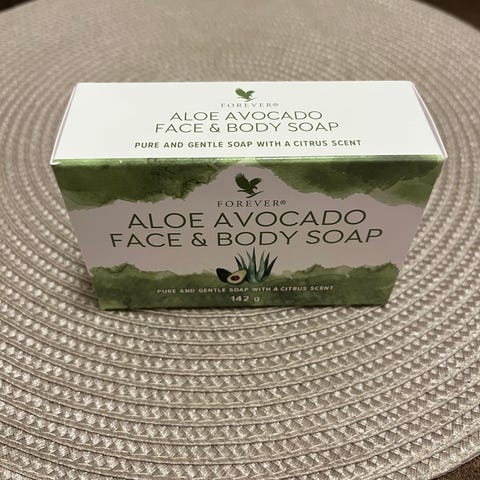 FOREVER®
ALOE AVOCADO
FACE & BODY SOAP
PURE AND GENTLE SOAP WITH A CITRUS SCENT
FOREVER®
ALOE AVOCADO
FACE & BODY SOAP
PURE AND GENTLE SOAP WITH A CITRUS SCENT
142 g